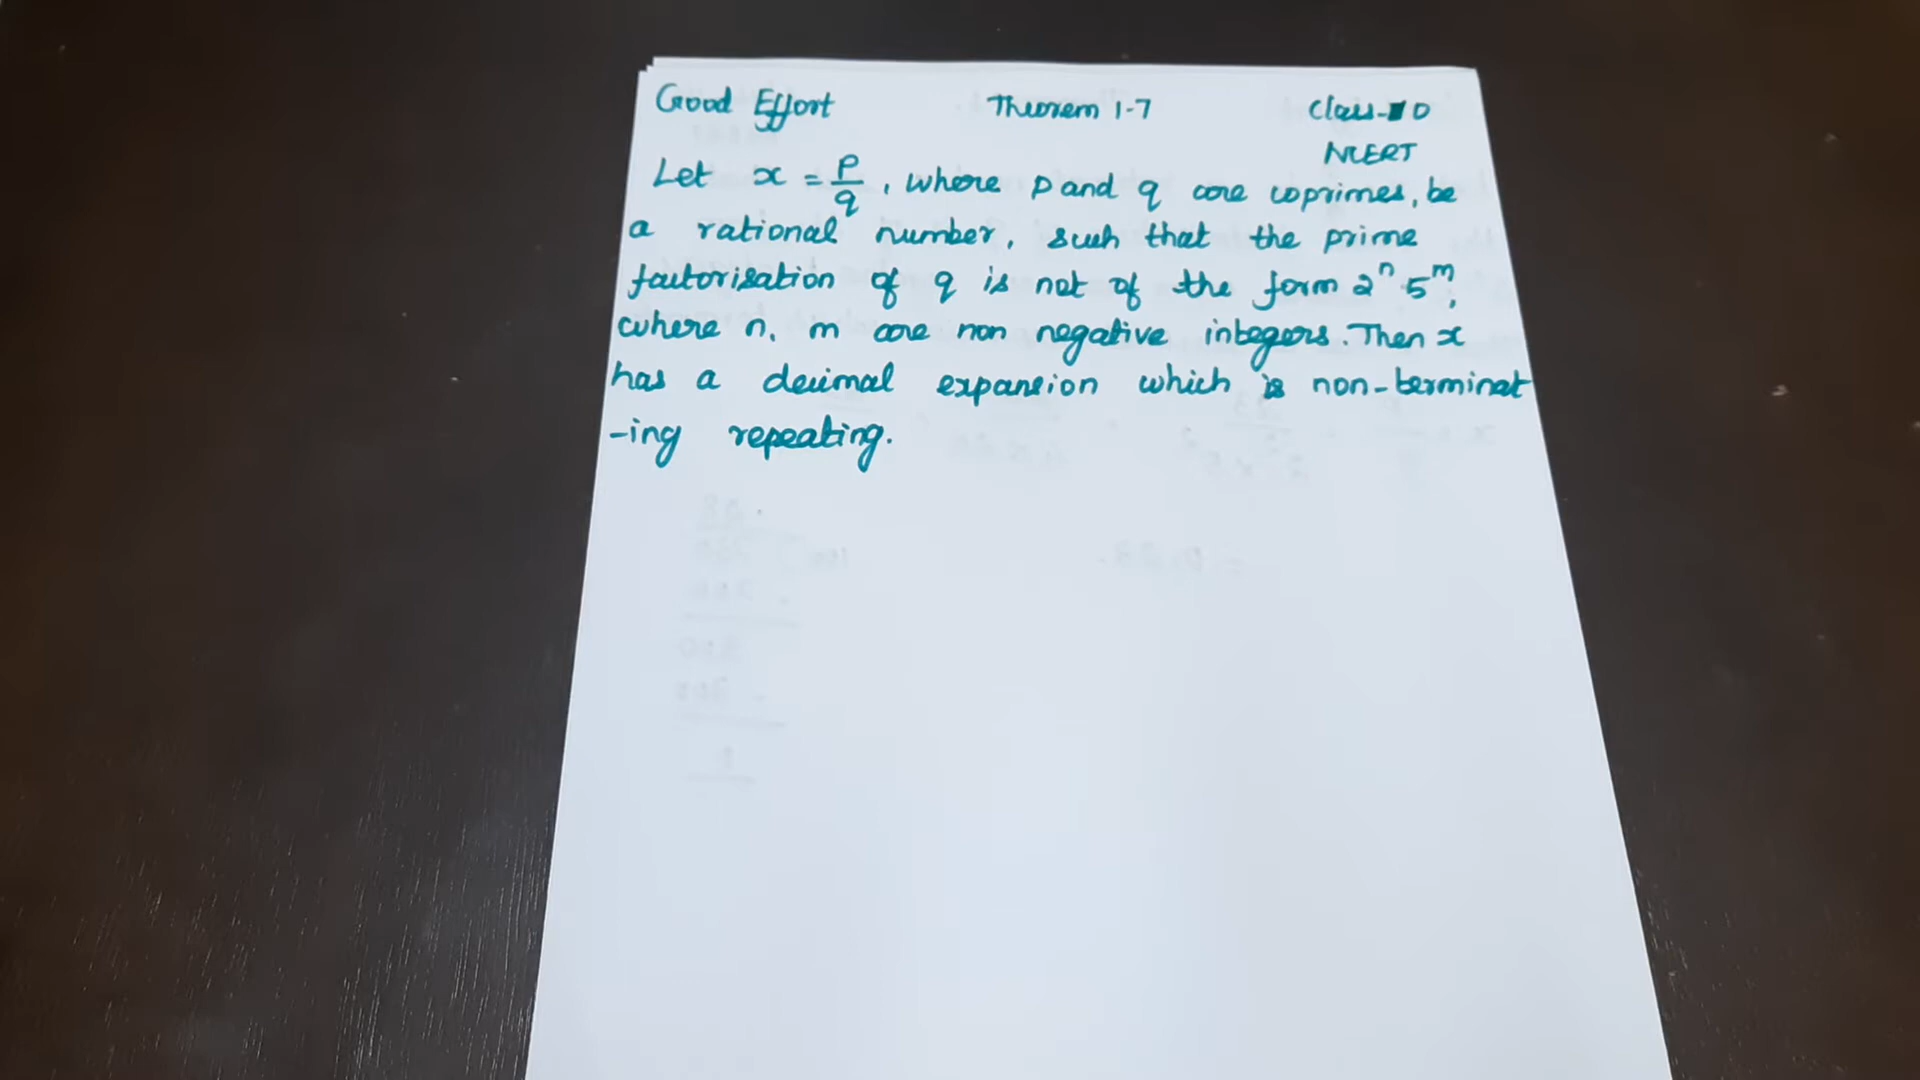 Good Effort Theorem 1.7 Class-10
NCERT
Let x = p/q, where p and q are coprimes, be
a rational number, such that the prime
factorisation of q is not of the form 2^n 5^m,
where n, m are non negative integers. Then x
has a decimal expansion which is non-terminat
-ing repeating.